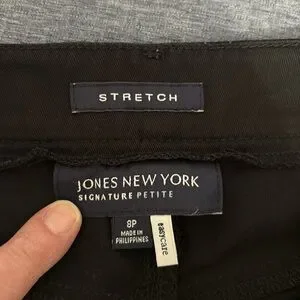 STRETCH
JONES NEW YORK
SIGNATURE PETITE
8P
MADE IN
PHILIPPINES
easycare